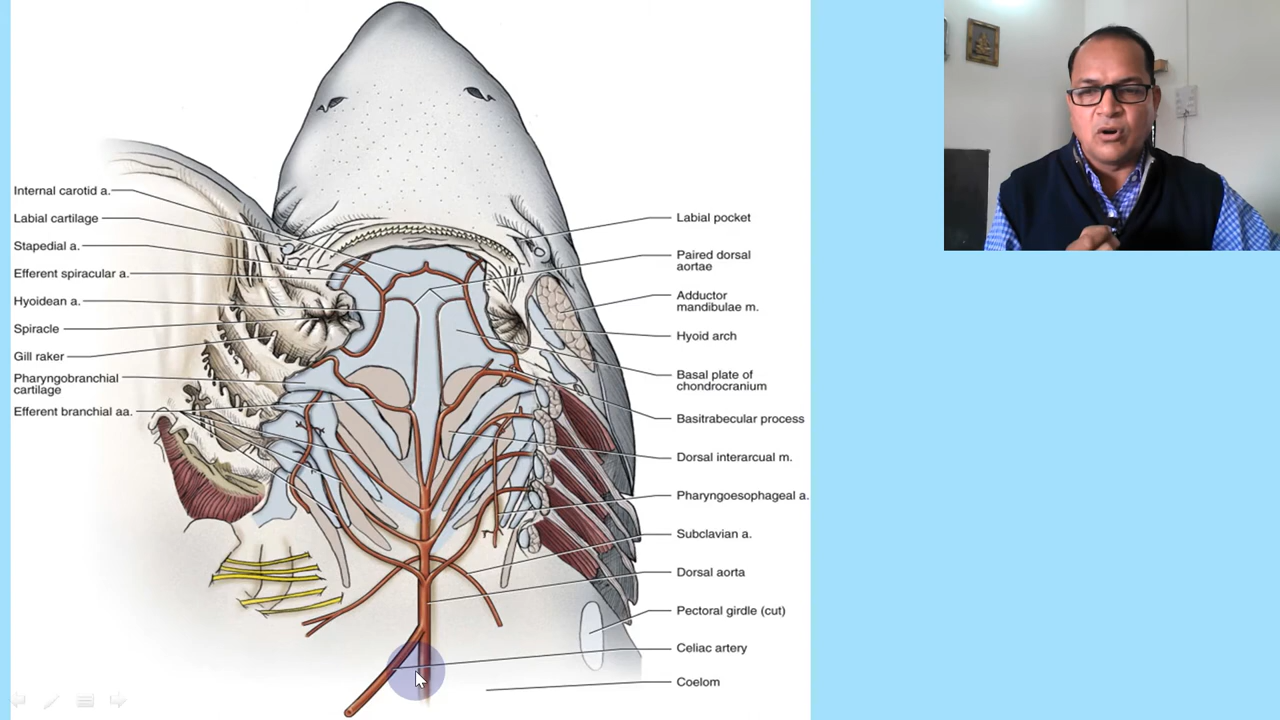 Internal carotid a.
Labial cartilage
Stapedial a.
Efferent spiracular a.
Hyoidean a.
Spiracle
Gill raker
Pharyngobranchial
cartilage
Efferent branchial aa.
Labial pocket
Paired dorsal
aortae
Adductor
mandibulae m.
Hyoid arch
Basal plate of
chondrocranium
Basitrabecular process
Dorsal interarcual m.
Pharyngoesophageal a.
Subclavian a.
Dorsal aorta
Pectoral girdle (cut)
Celiac artery
Coelom